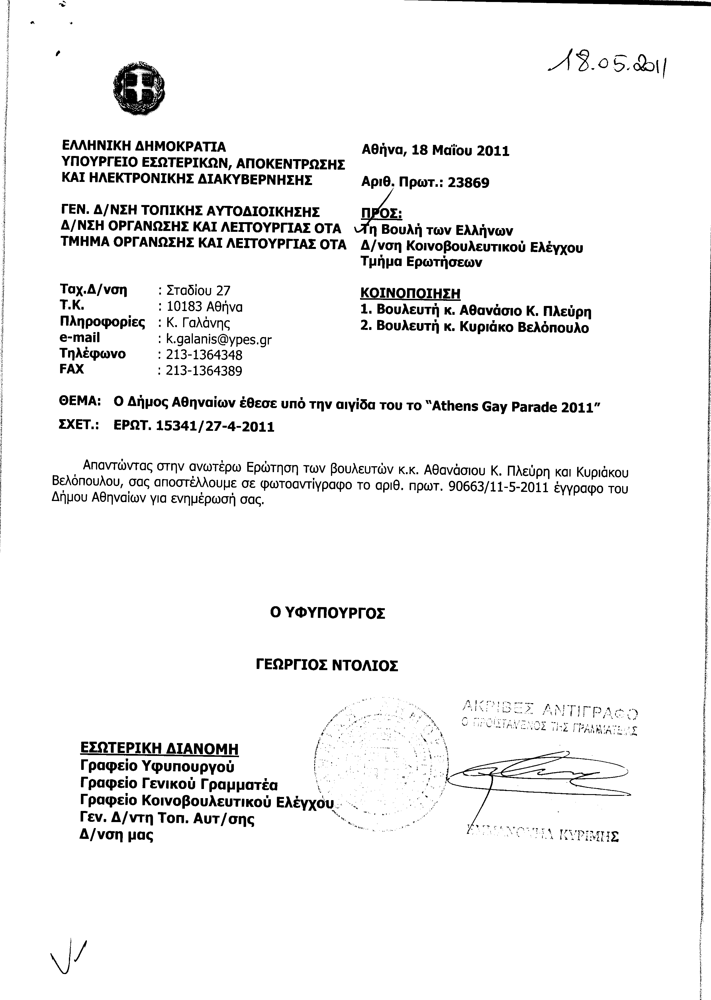 18.05.2011
ΕΛΛΗΝΙΚΗ ΔΗΜΟΚΡΑΤΙΑ
ΥΠΟΥΡΓΕΙΟ ΕΣΩΤΕΡΙΚΩΝ, ΑΠΟΚΕΝΤΡΩΣΗΣ
ΚΑΙ ΗΛΕΚΤΡΟΝΙΚΗΣ ΔΙΑΚΥΒΕΡΝΗΣΗΣ
ΓΕΝ. Δ/ΝΣΗ ΤΟΠΙΚΗΣ ΑΥΤΟΔΙΟΙΚΗΣΗΣ
Δ/ΝΣΗ ΟΡΓΑΝΩΣΗΣ ΚΑΙ ΛΕΙΤΟΥΡΓΙΑΣ ΟΤΑ
ΤΜΗΜΑ ΟΡΓΑΝΩΣΗΣ ΚΑΙ ΛΕΙΤΟΥΡΓΙΑΣ ΟΤΑ
Ταχ.Δ/νση : Σταδίου 27
Τ.Κ. : 10183 Αθήνα
Πληροφορίες : Κ. Γαλάνης
e-mail : k.galanis@ypes.gr
Τηλέφωνο : 213-1364348
FAX : 213-1364389
Αθήνα, 18 Μαΐου 2011
Αριθ. Πρωτ.: 23869
ΠΡΟΣ:
Τη Βουλή των Ελλήνων
Δ/νση Κοινοβουλευτικού Ελέγχου
Τμήμα Ερωτήσεων
ΚΟΙΝΟΠΟΙΗΣΗ
1. Βουλευτή κ. Αθανάσιο Κ. Πλεύρη
2. Βουλευτή κ. Κυριάκο Βελόπουλο
ΘΕΜΑ: Ο Δήμος Αθηναίων έθεσε υπό την αιγίδα του το "Athens Gay Parade 2011"
ΣΧΕΤ.: ΕΡΩΤ. 15341/27-4-2011
Απαντώντας στην ανωτέρω Ερώτηση των βουλευτών κ.κ. Αθανάσιου Κ. Πλεύρη και Κυριάκου
Βελόπουλου, σας αποστέλλουμε σε φωτοαντίγραφο το αριθ. πρωτ. 90663/11-5-2011 έγγραφο του
Δήμου Αθηναίων για ενημέρωσή σας.
Ο ΥΦΥΠΟΥΡΓΟΣ
ΓΕΩΡΓΙΟΣ ΝΤΟΛΙΟΣ
ΑΚΡΙΒΕΣ ΑΝΤΙΓΡΑΦΟ
Ο ΠΡΟΪΣΤΑΜΕΝΟΣ ΤΗΣ ΓΡΑΜΜΑΤΕΙΑΣ
ΕΜΜΑΝΟΥΗΛ ΚΥΡΙΜΗΣ
ΕΣΩΤΕΡΙΚΗ ΔΙΑΝΟΜΗ
Γραφείο Υφυπουργού
Γραφείο Γενικού Γραμματέα
Γραφείο Κοινοβουλευτικού Ελέγχου
Γεν. Δ/ντη Τοπ. Αυτ/σης
Δ/νση μας